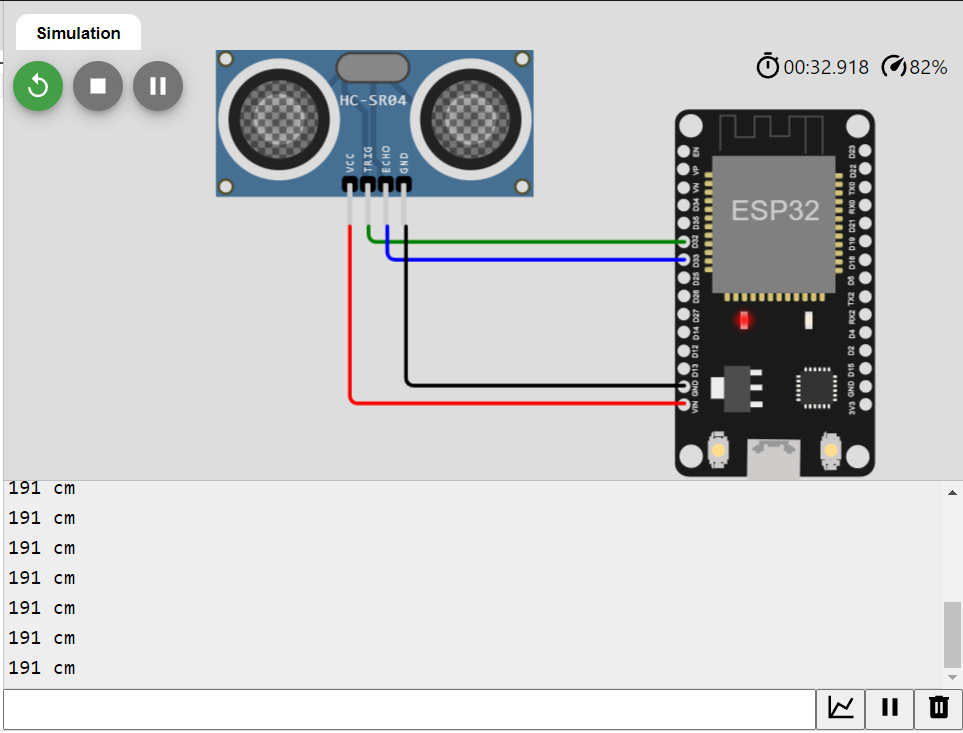 Simulation
00:32.918 82%
HC-SR04
VCC
TRIG
ECHO
GND
ESP32
EN
VP
VN
D34
D35
D32
D33
D25
D26
D27
D14
D12
D13
GND
VIN
D23
D22
TX0
RX0
D21
D19
D18
D5
TX2
RX2
D4
D2
D15
GND
3V3
191 cm
191 cm
191 cm
191 cm
191 cm
191 cm
191 cm